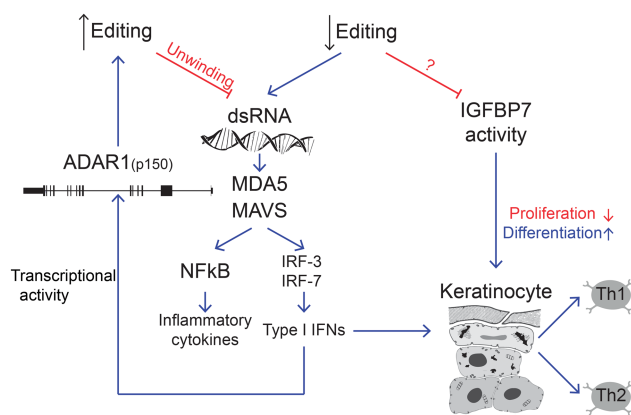 ↑Editing
↓Editing
Unwinding
?
dsRNA
IGFBP7
activity
ADAR1(p150)
MDA5
MAVS
Proliferation ↓
Differentiation↑
Transcriptional
activity
NFkB
IRF-3
IRF-7
Keratinocyte
Th1
Inflammatory
cytokines
Type I IFNs
Th2